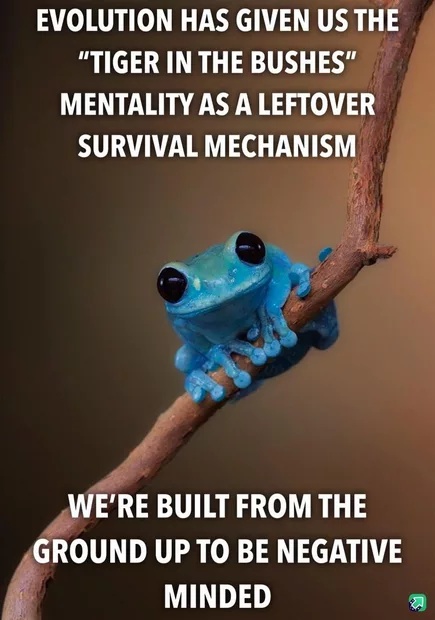 EVOLUTION HAS GIVEN US THE
“TIGER IN THE BUSHES”
MENTALITY AS A LEFTOVER
SURVIVAL MECHANISM
WE’RE BUILT FROM THE
GROUND UP TO BE NEGATIVE
MINDED